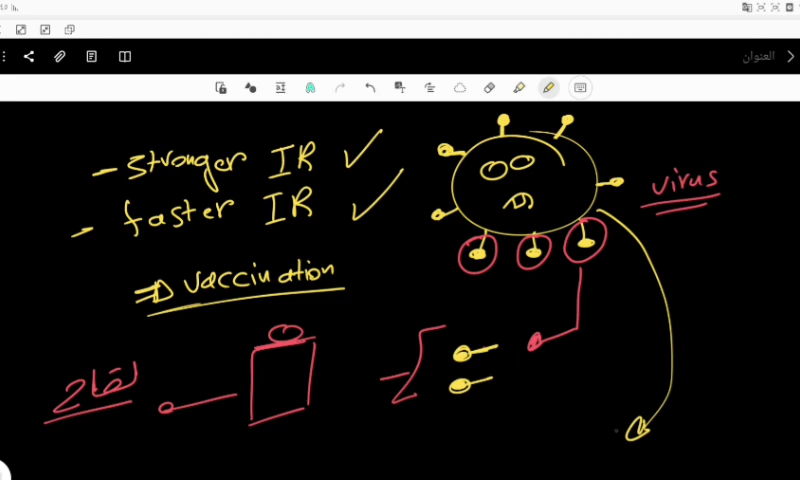 العنوان
- stronger IR ✓
- faster IR ✓
⇒ vaccination
virus
لقاح